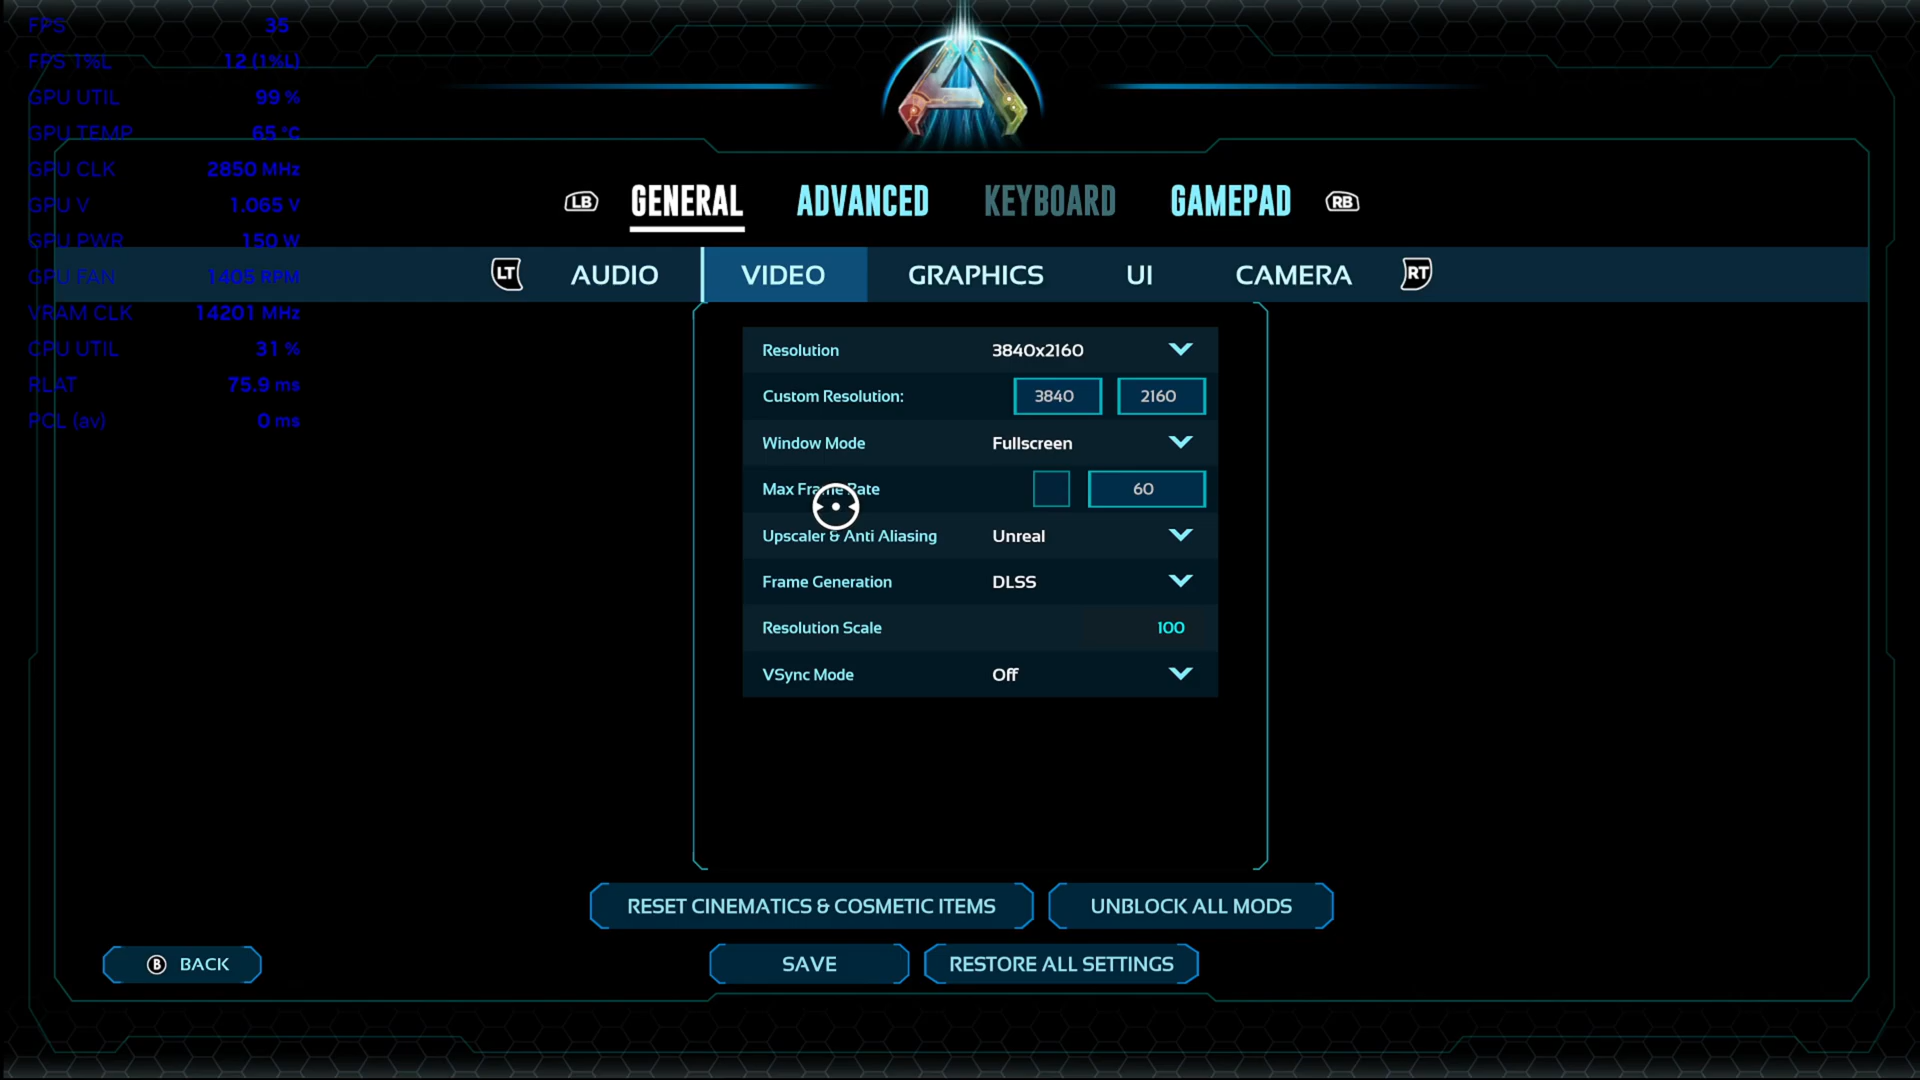 FPS 35
FPS 1%L 12 (1%L)
GPU UTIL 99 %
GPU TEMP 65 °C
GPU CLK 2850 MHz
GPU V 1.065 V
GPU PWR 150 W
GPU FAN 1405 RPM
VRAM CLK 14201 MHz
CPU UTIL 31 %
RLAT 75.9 ms
PCL (av) 0 ms
LB GENERAL ADVANCED KEYBOARD GAMEPAD RB
LT AUDIO VIDEO GRAPHICS UI CAMERA RT
Resolution 3840x2160
Custom Resolution: 3840 2160
Window Mode Fullscreen
Max Frame Rate 60
Upscaler & Anti Aliasing Unreal
Frame Generation DLSS
Resolution Scale 100
VSync Mode Off
RESET CINEMATICS & COSMETIC ITEMS UNBLOCK ALL MODS
B BACK SAVE RESTORE ALL SETTINGS